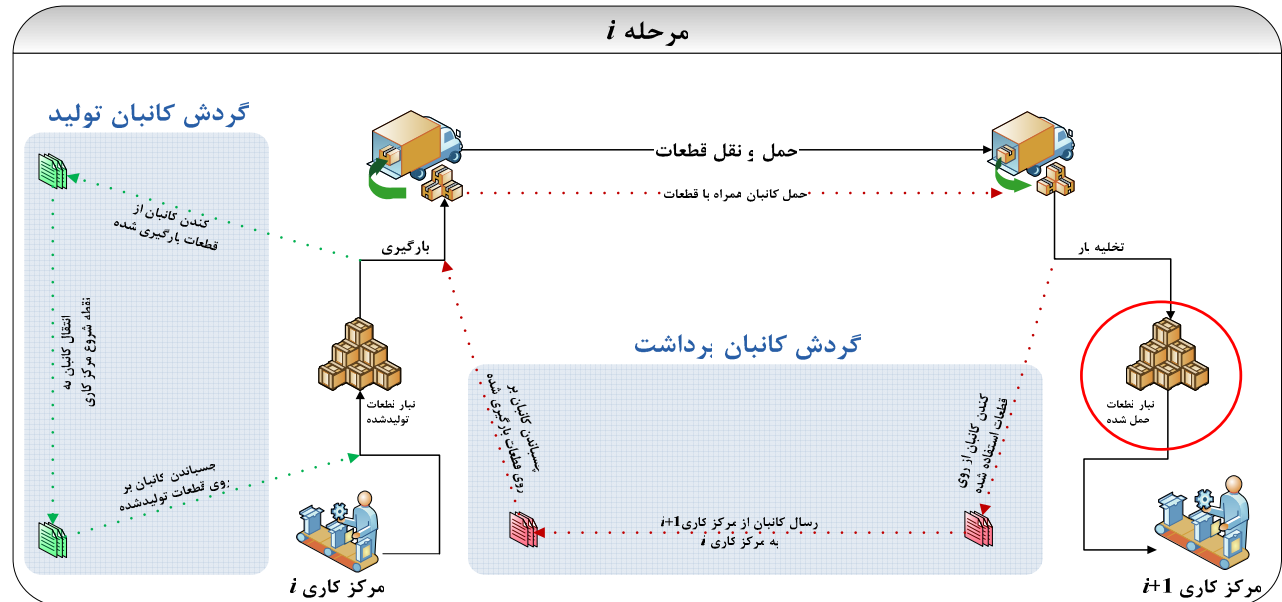 مرحله i
گردش کانبان تولید
حمل و نقل قطعات
حمل کانبان همراه با قطعات
کندن کانبان از
قطعات بارگیری شده
بارگیری
تخلیه بار
انتقال کانبان به
نقطه شروع مرکز کاری
گردش کانبان برداشت
نبار قطعات
تولیدشده
نبار قطعات
حمل شده
چسباندن کانبان بر
روی قطعات بارگیری شده
کندن کانبان از روی
قطعات استفاده شده
چسباندن کانبان بر
روی قطعات تولیدشده
رسال کانبان از مرکز کاری i+1
به مرکز کاری i
مرکز کاری i
مرکز کاری i+1